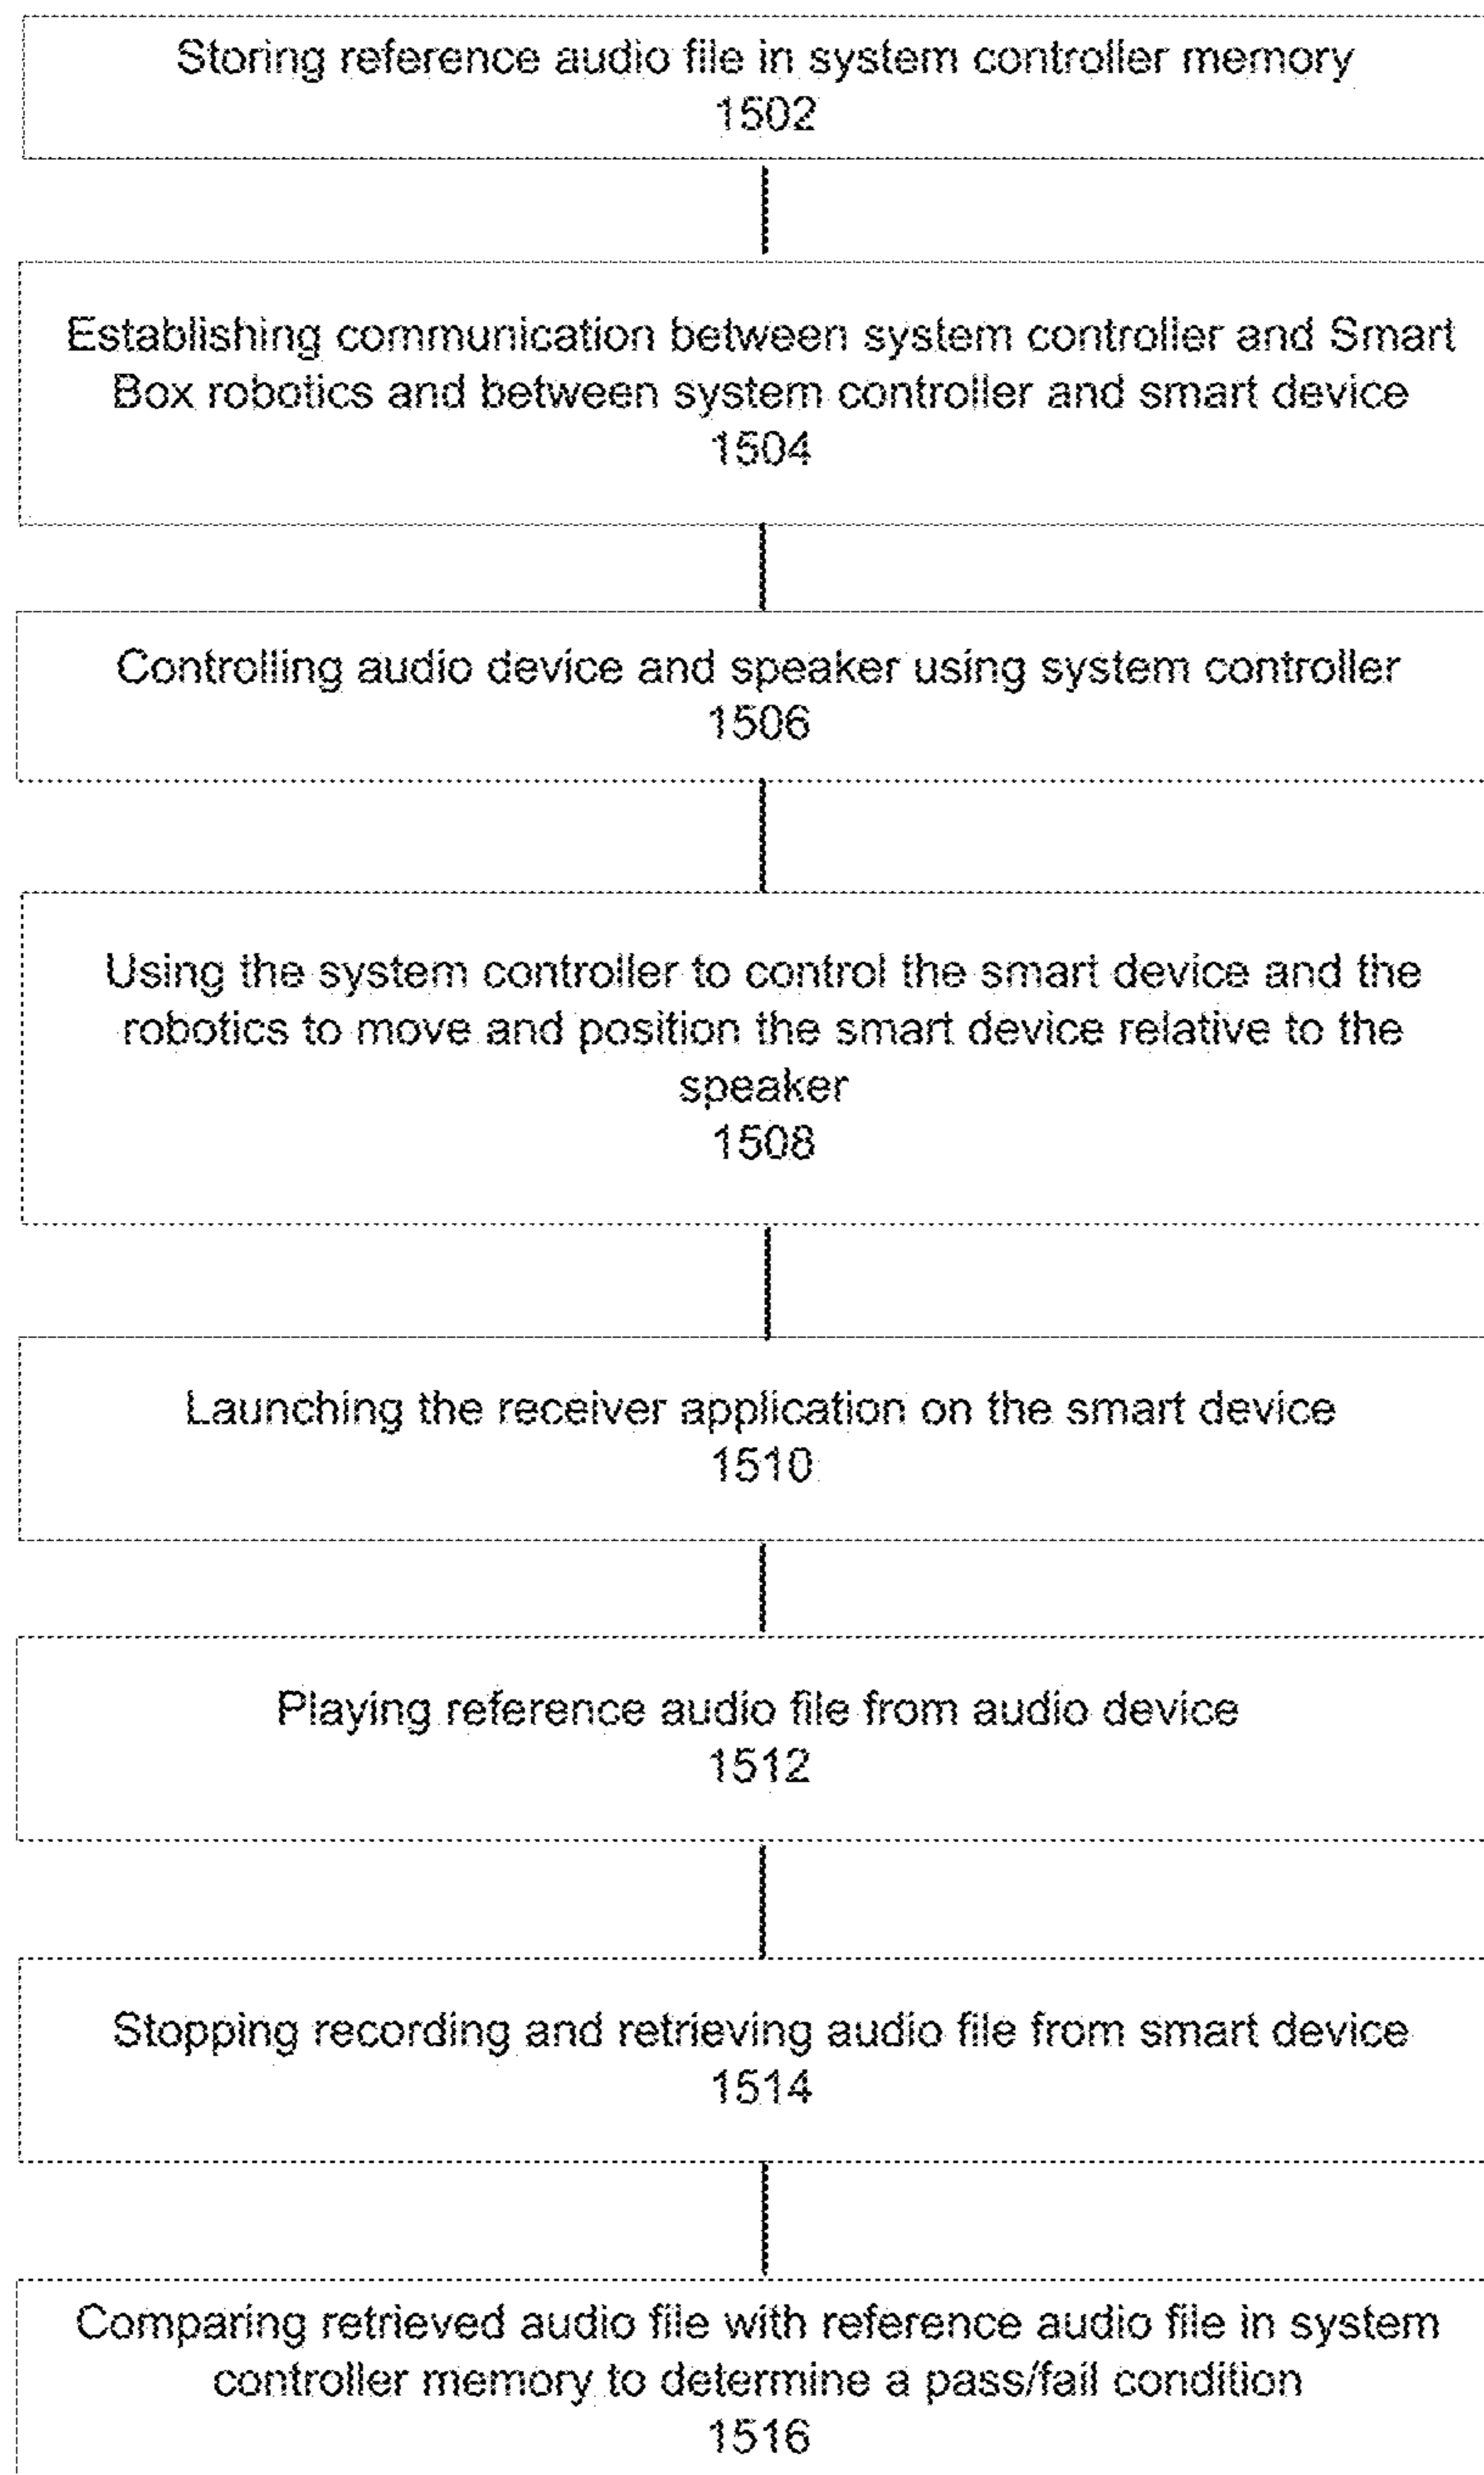 Storing reference audio file in system controller memory
1502
Establishing communication between system controller and Smart
Box robotics and between system controller and smart device
1504
Controlling audio device and speaker using system controller
1506
Using the system controller to control the smart device and the
robotics to move and position the smart device relative to the
speaker
1508
Launching the receiver application on the smart device
1510
Playing reference audio file from audio device
1512
Stopping recording and retrieving audio file from smart device
1514
Comparing retrieved audio file with reference audio file in system
controller memory to determine a pass/fail condition
1516